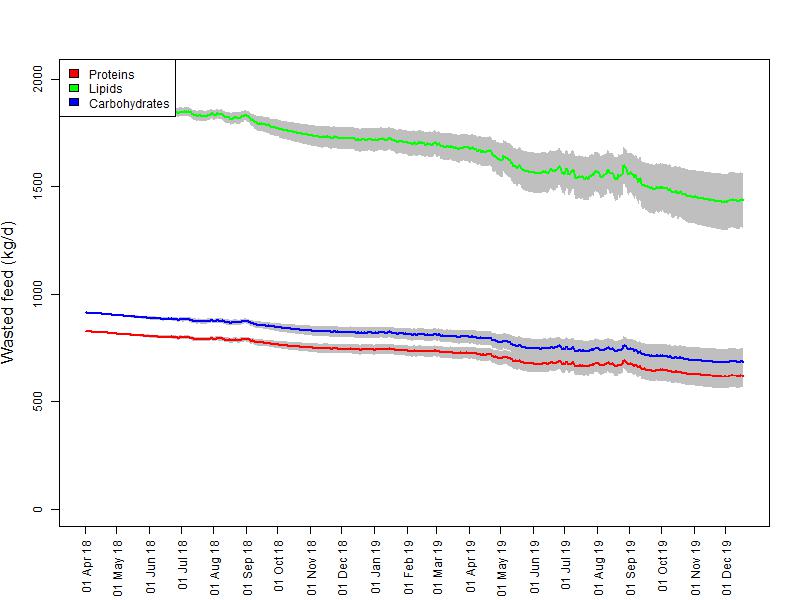 Proteins
Lipids
Carbohydrates
Wasted feed (kg/d)
2000
1500
1000
500
0
01 Apr 18
01 May 18
01 Jun 18
01 Jul 18
01 Aug 18
01 Sep 18
01 Oct 18
01 Nov 18
01 Dec 18
01 Jan 19
01 Feb 19
01 Mar 19
01 Apr 19
01 May 19
01 Jun 19
01 Jul 19
01 Aug 19
01 Sep 19
01 Oct 19
01 Nov 19
01 Dec 19